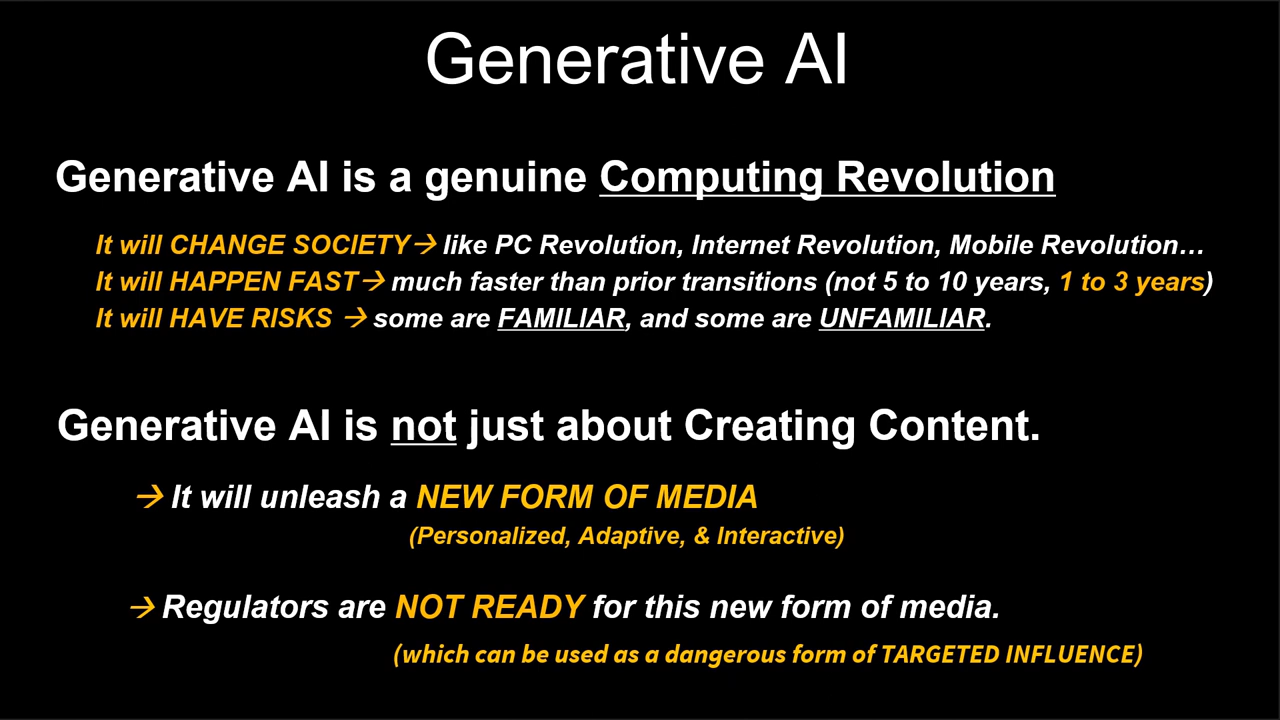 Generative AI
Generative AI is a genuine Computing Revolution
It will CHANGE SOCIETY→ like PC Revolution, Internet Revolution, Mobile Revolution…
It will HAPPEN FAST→ much faster than prior transitions (not 5 to 10 years, 1 to 3 years)
It will HAVE RISKS → some are FAMILIAR, and some are UNFAMILIAR.
Generative AI is not just about Creating Content.
→ It will unleash a NEW FORM OF MEDIA
(Personalized, Adaptive, & Interactive)
→ Regulators are NOT READY for this new form of media.
(which can be used as a dangerous form of TARGETED INFLUENCE)